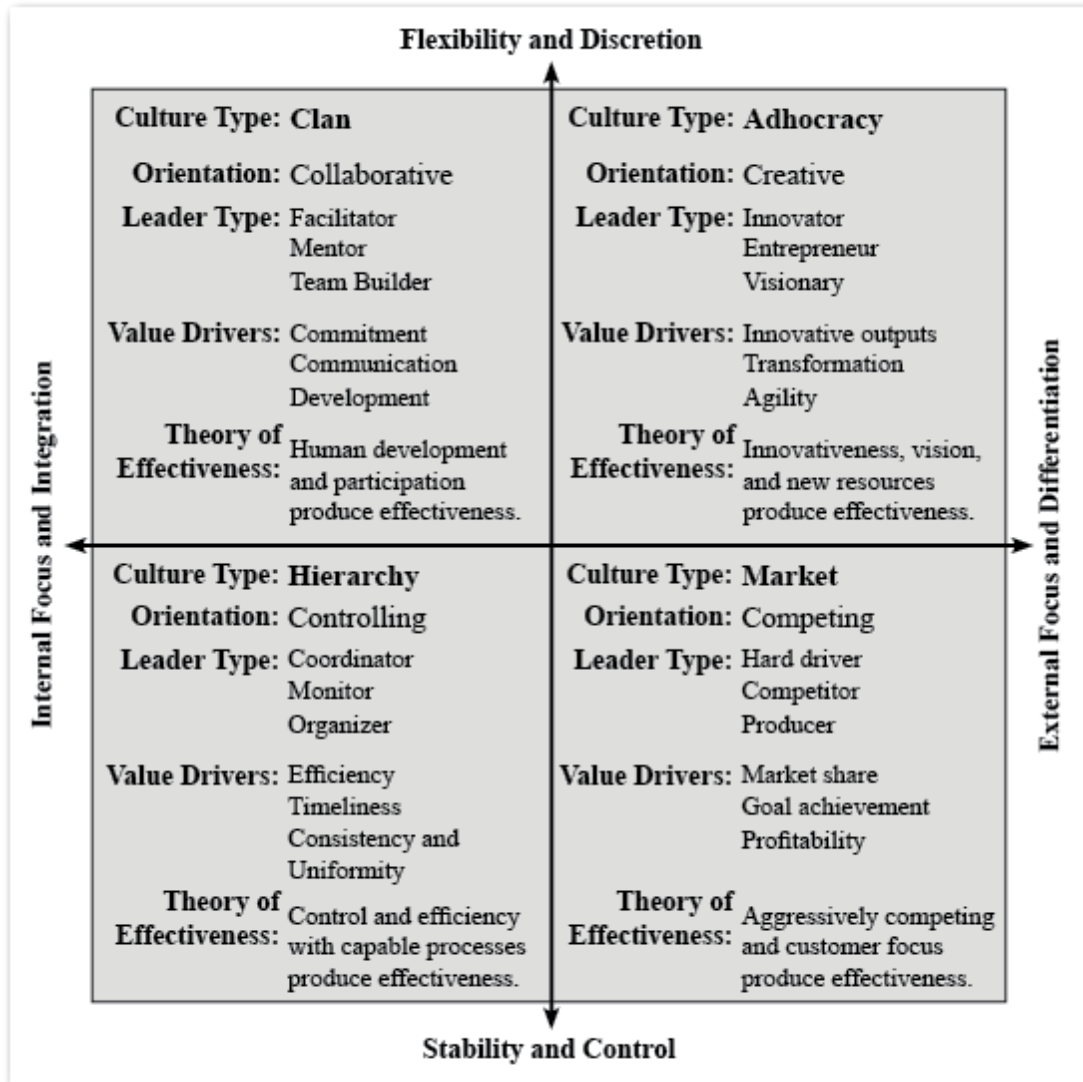 Flexibility and Discretion
Culture Type: Clan
Orientation: Collaborative
Leader Type: Facilitator
Mentor
Team Builder
Value Drivers: Commitment
Communication
Development
Theory of
Effectiveness: Human development
and participation
produce effectiveness.
Culture Type: Adhocracy
Orientation: Creative
Leader Type: Innovator
Entrepreneur
Visionary
Value Drivers: Innovative outputs
Transformation
Agility
Theory of
Effectiveness: Innovativeness, vision,
and new resources
produce effectiveness.
Internal Focus and Integration
External Focus and Differentiation
Culture Type: Hierarchy
Orientation: Controlling
Leader Type: Coordinator
Monitor
Organizer
Value Drivers: Efficiency
Timeliness
Consistency and
Uniformity
Theory of
Effectiveness: Control and efficiency
with capable processes
produce effectiveness.
Culture Type: Market
Orientation: Competing
Leader Type: Hard driver
Competitor
Producer
Value Drivers: Market share
Goal achievement
Profitability
Theory of
Effectiveness: Aggressively competing
and customer focus
produce effectiveness.
Stability and Control